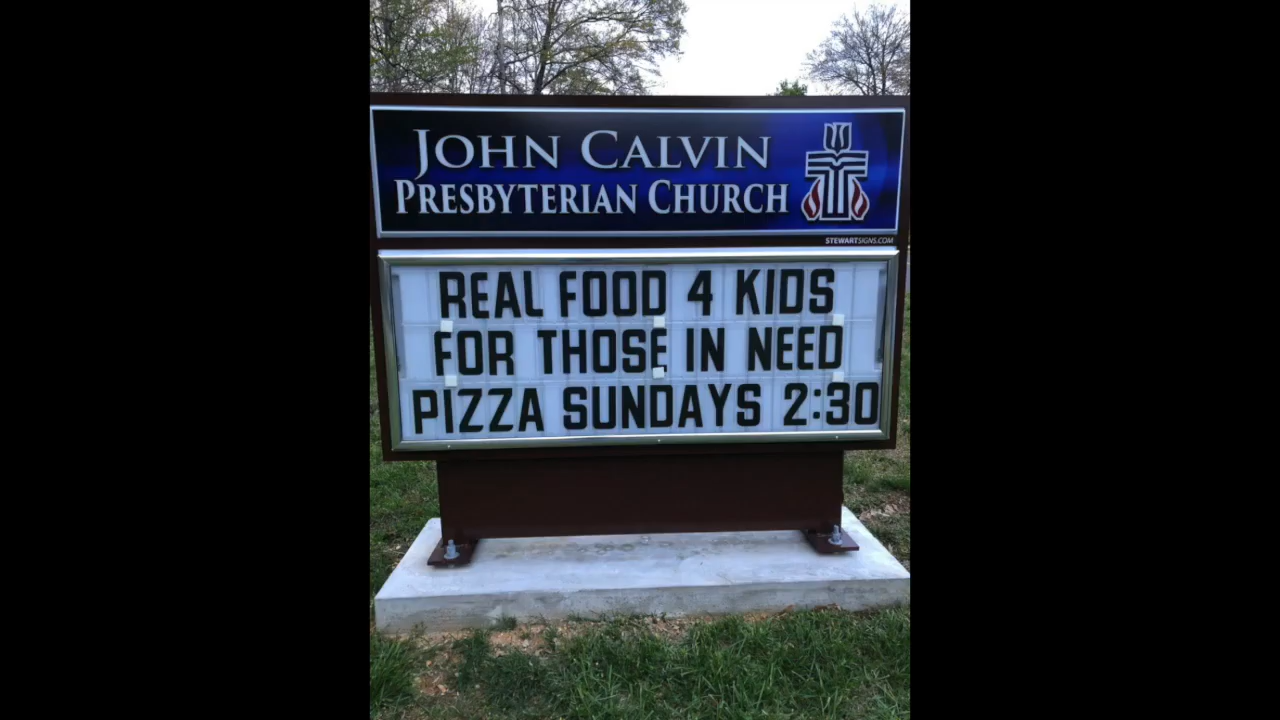 JOHN CALVIN
PRESBYTERIAN CHURCH
STEWARTSIGNS.COM
REAL FOOD 4 KIDS
FOR THOSE IN NEED
PIZZA SUNDAYS 2:30